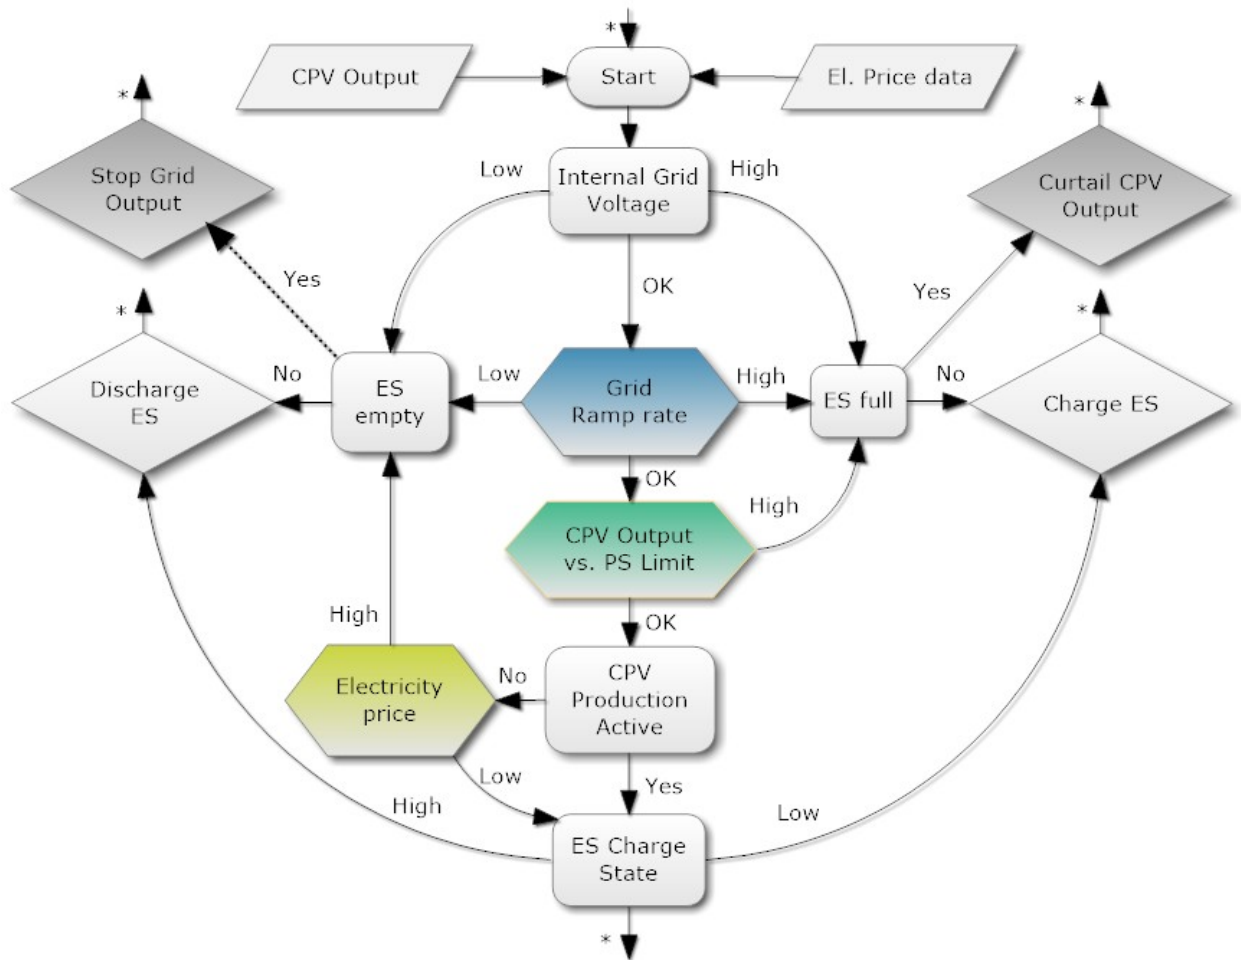 *
CPV Output
Start
El. Price data
*
*
Stop Grid
Output
Low
Internal Grid
Voltage
High
Curtail CPV
Output
Yes
OK
Yes
*
*
Discharge
ES
No
ES
empty
Low
Grid
Ramp rate
High
ES full
No
Charge ES
OK
CPV Output
vs. PS Limit
High
High
OK
Electricity
price
No
CPV
Production
Active
Low
Yes
High
Low
ES Charge
State
*